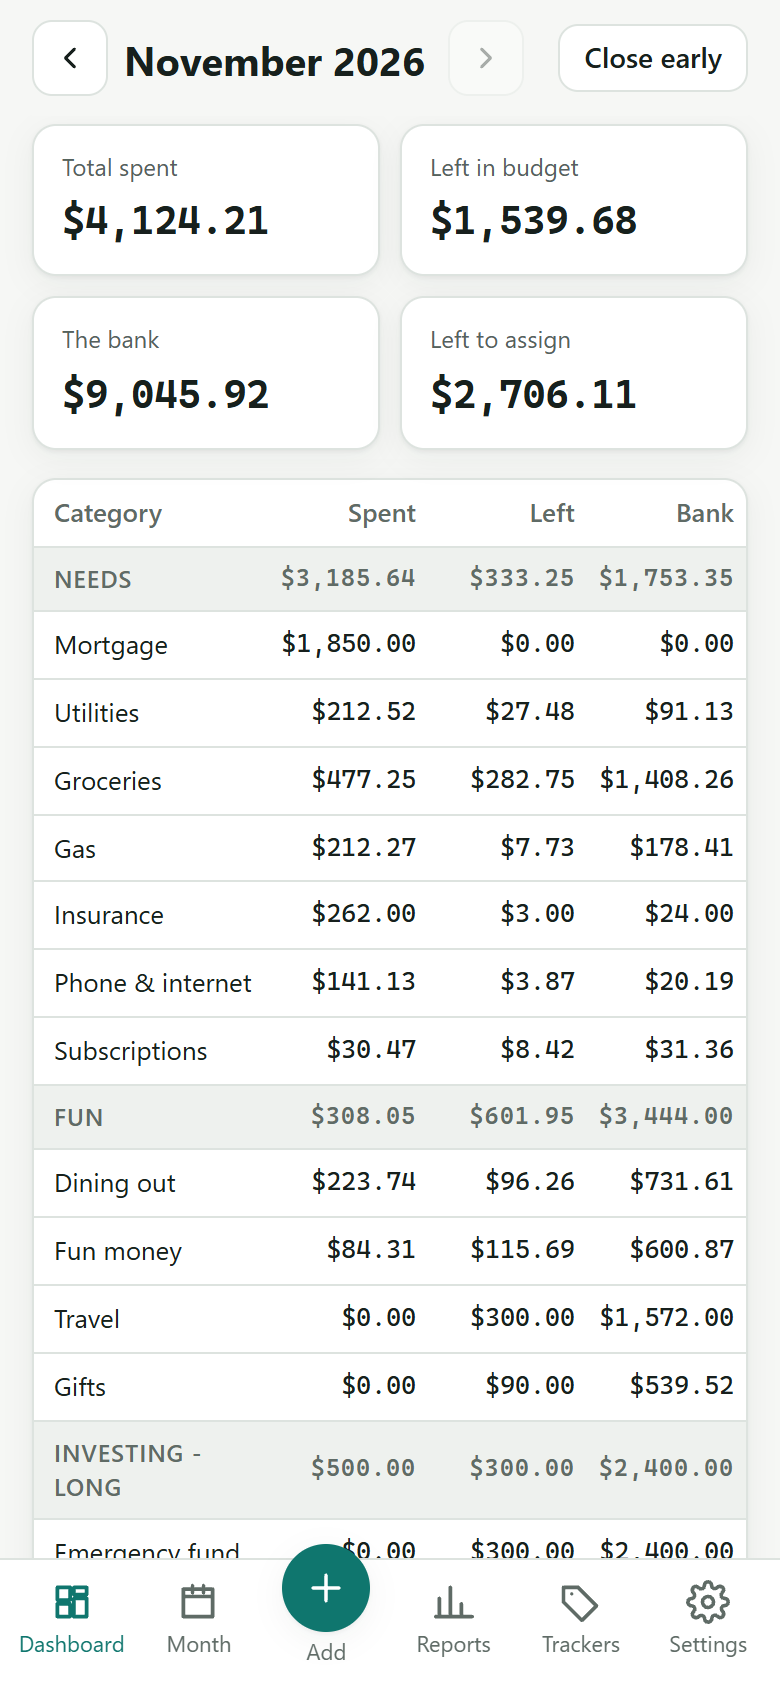 November 2026
Close early
Total spent
$4,124.21
Left in budget
$1,539.68
The bank
$9,045.92
Left to assign
$2,706.11
Category Spent Left Bank
NEEDS $3,185.64 $333.25 $1,753.35
Mortgage $1,850.00 $0.00 $0.00
Utilities $212.52 $27.48 $91.13
Groceries $477.25 $282.75 $1,408.26
Gas $212.27 $7.73 $178.41
Insurance $262.00 $3.00 $24.00
Phone & internet $141.13 $3.87 $20.19
Subscriptions $30.47 $8.42 $31.36
FUN $308.05 $601.95 $3,444.00
Dining out $223.74 $96.26 $731.61
Fun money $84.31 $115.69 $600.87
Travel $0.00 $300.00 $1,572.00
Gifts $0.00 $90.00 $539.52
INVESTING -
LONG $500.00 $300.00 $2,400.00
Emergency fund $0.00 $300.00 $2,400.00
Dashboard
Month
Add
Reports
Trackers
Settings